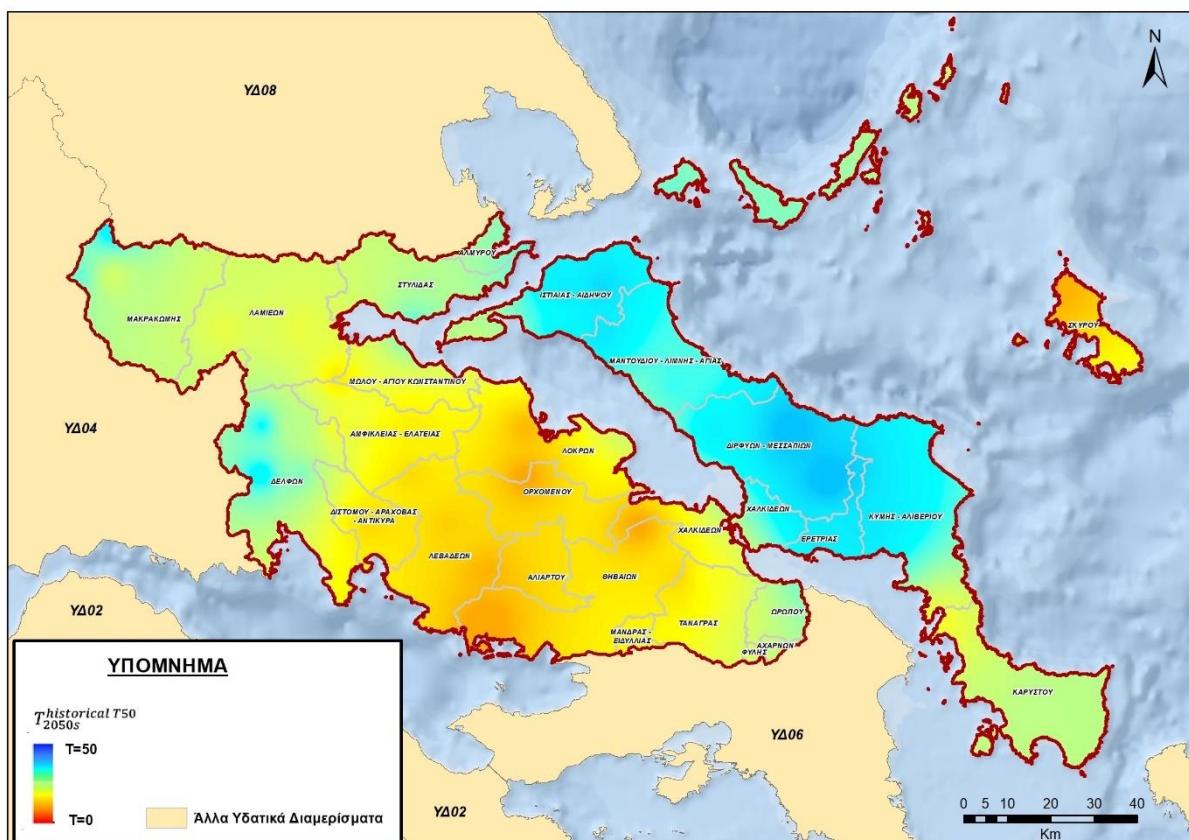 N
ΥΔ08
ΑΛΜΥΡΟΥ
ΣΤΥΛΙΔΑΣ
ΙΣΤΙΑΙΑΣ - ΑΙΔΗΨΟΥ
ΜΑΚΡΑΚΩΜΗΣ
ΛΑΜΙΕΩΝ
ΣΚΥΡΟΥ
ΜΑΝΤΟΥΔΙΟΥ - ΛΙΜΝΗΣ - ΑΓΙΑΣ
ΜΩΛΟΥ - ΑΓΙΟΥ ΚΩΝΣΤΑΝΤΙΝΟΥ
ΥΔ04
ΑΜΦΙΚΛΕΙΑΣ - ΕΛΑΤΕΙΑΣ
ΔΙΡΦΥΩΝ - ΜΕΣΣΑΠΙΩΝ
ΛΟΚΡΩΝ
ΔΕΛΦΩΝ
ΟΡΧΟΜΕΝΟΥ
ΔΙΣΤΟΜΟΥ - ΑΡΑΧΟΒΑΣ
- ΑΝΤΙΚΥΡΑ
ΧΑΛΚΙΔΕΩΝ
ΚΥΜΗΣ - ΑΛΙΒΕΡΙΟΥ
ΧΑΛΚΙΔΕΩΝ
ΕΡΕΤΡΙΑΣ
ΛΕΒΑΔΕΩΝ
ΑΛΙΑΡΤΟΥ
ΘΗΒΑΙΩΝ
ΩΡΩΠΟΥ
ΥΔ02
ΤΑΝΑΓΡΑΣ
ΜΑΝΔΡΑΣ -
ΕΙΔΥΛΛΙΑΣ
ΑΧΑΡΝΩΝ
ΦΥΛΗΣ
ΚΑΡΥΣΤΟΥ
ΥΔ06
ΥΔ02
ΥΠΟΜΝΗΜΑ
T historical T50 2050s
T=50
T=0
Άλλα Υδατικά Διαμερίσματα
0 5 10 20 30 40
Km